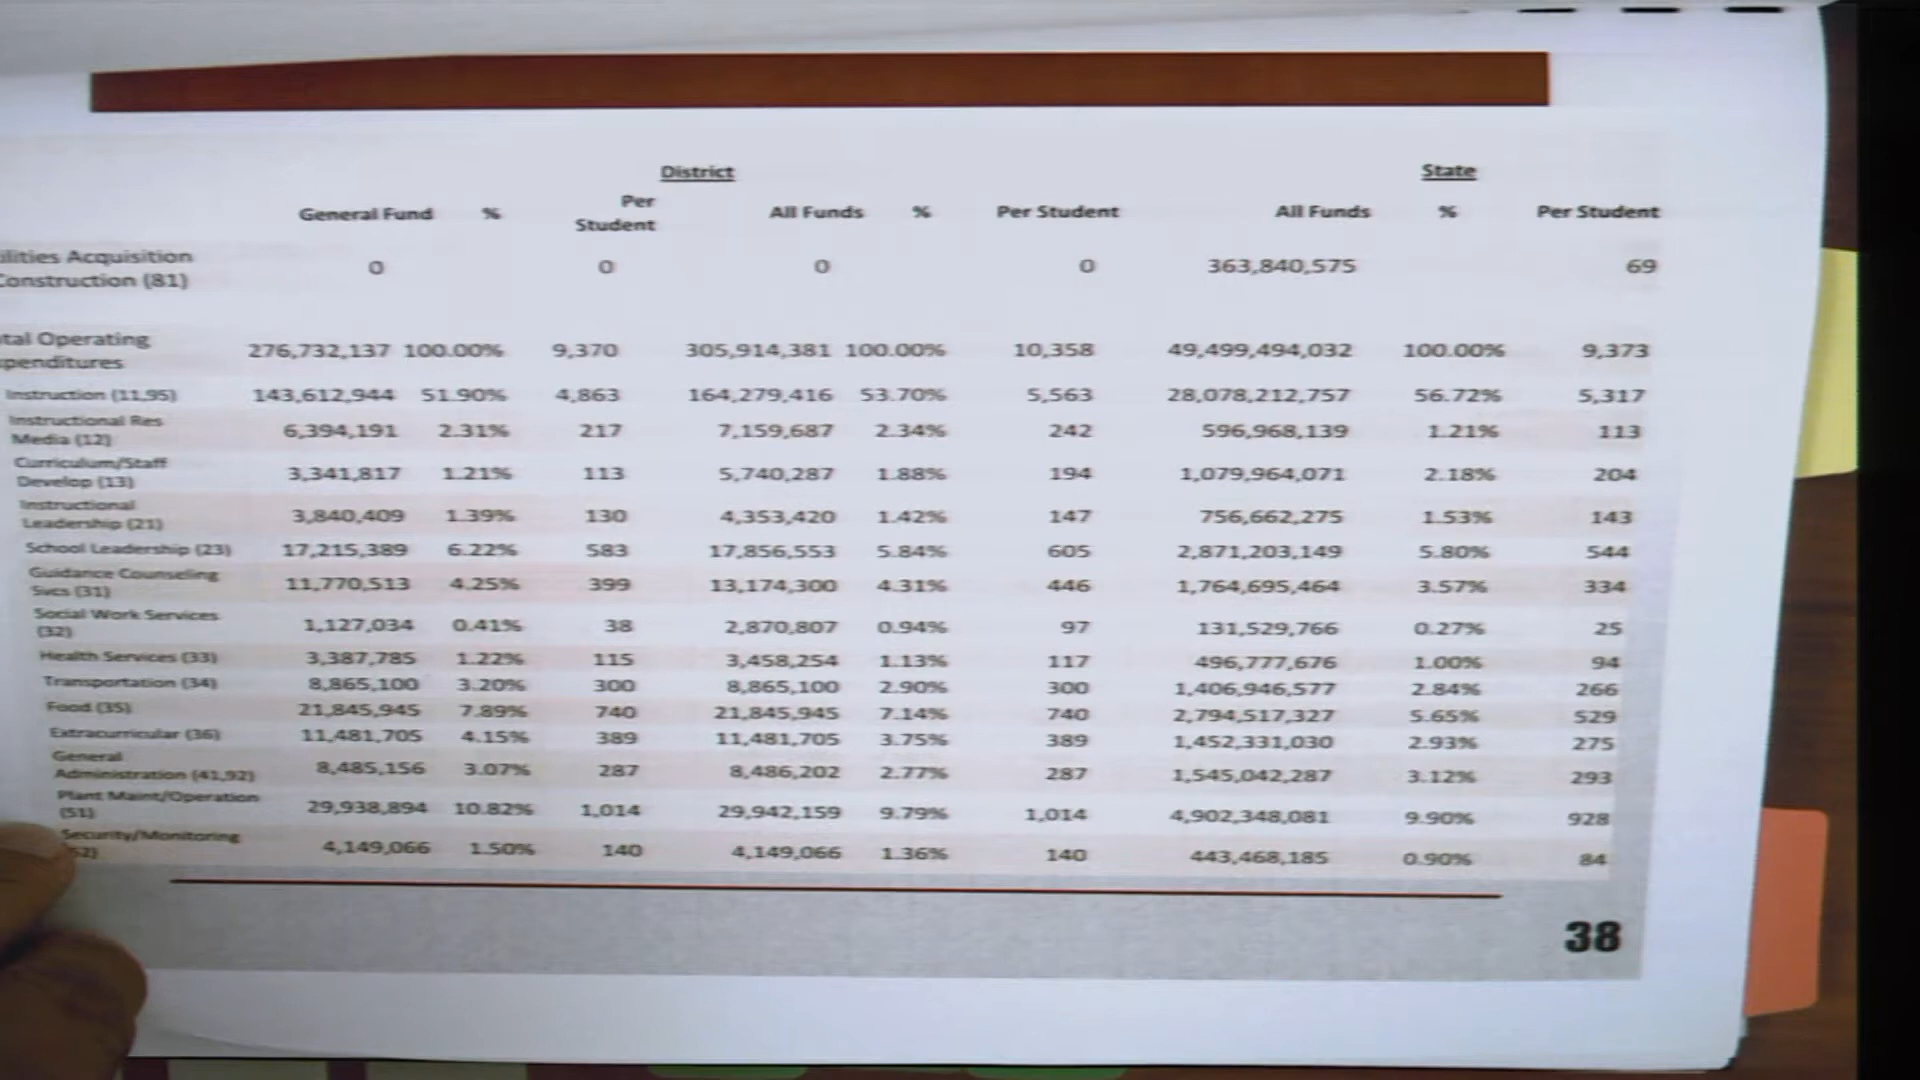 District State
General Fund % Per Student All Funds % Per Student All Funds % Per Student
Acquisition
Construction (81) 0 0 0 0 363,840,575 69
Operating
276,732,137 100.00% 9,370 305,914,381 100.00% 10,358 49,499,494,032 100.00% 9,373
Instruction (11,95) 143,612,944 51.90% 4,863 164,279,416 53.70% 5,563 28,078,212,757 56.72% 5,317
Instructional Res
Media (12) 6,394,191 2.31% 217 7,159,687 2.34% 242 596,968,139 1.21% 113
Curriculum/Staff
Develop (13) 3,341,817 1.21% 113 5,740,287 1.88% 194 1,079,964,071 2.18% 204
Instructional
Leadership (21) 3,840,409 1.39% 130 4,353,420 1.42% 147 756,662,275 1.53% 143
School Leadership (23) 17,215,389 6.22% 583 17,856,553 5.84% 605 2,871,203,149 5.80% 544
Guidance Counseling
Svcs (31) 11,770,513 4.25% 399 13,174,300 4.31% 446 1,764,695,464 3.57% 334
Social Work Services
(32) 1,127,034 0.41% 38 2,870,807 0.94% 97 131,529,766 0.27% 25
Health Services (33) 3,387,785 1.22% 115 3,458,254 1.13% 117 496,777,676 1.00% 94
Transportation (34) 8,865,100 3.20% 300 8,865,100 2.90% 300 1,406,946,577 2.84% 266
Food (35) 21,845,945 7.89% 740 21,845,945 7.14% 740 2,794,517,327 5.65% 529
Extracurricular (36) 11,481,705 4.15% 389 11,481,705 3.75% 389 1,452,331,030 2.93% 275
General
Administration (41,92) 8,485,156 3.07% 287 8,486,202 2.77% 287 1,545,042,287 3.12% 293
Plant Maint/Operation
(51) 29,938,894 10.82% 1,014 29,942,159 9.79% 1,014 4,902,348,081 9.90% 928
Security/Monitoring
52) 4,149,066 1.50% 140 4,149,066 1.36% 140 443,468,185 0.90% 84
38